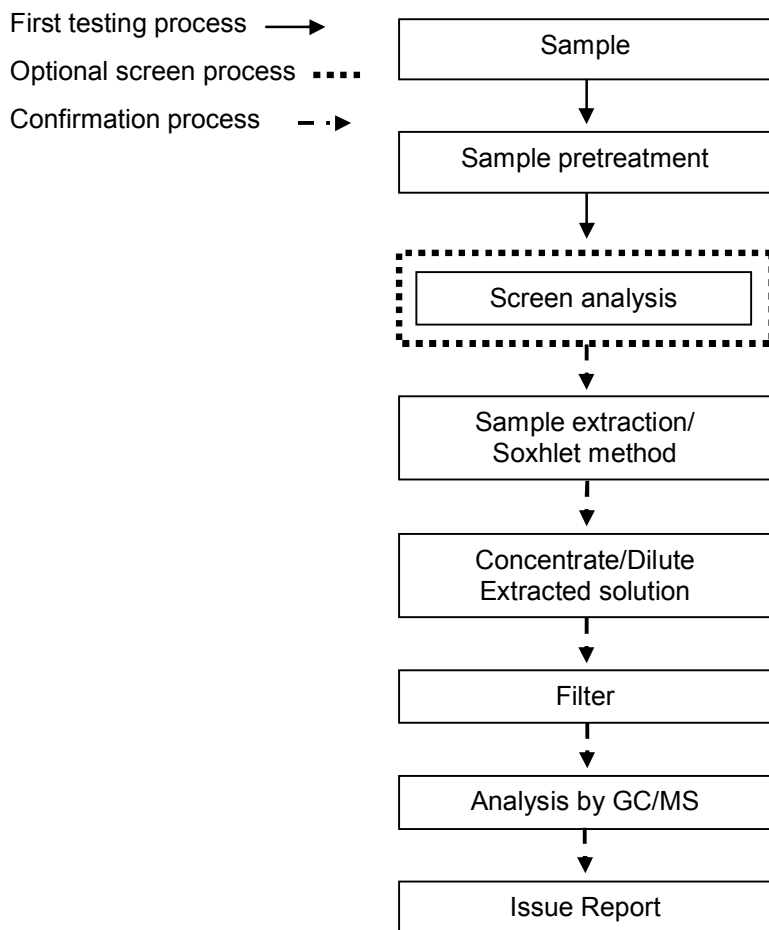 First testing process
Optional screen process
Confirmation process
Sample
Sample pretreatment
Screen analysis
Sample extraction/
Soxhlet method
Concentrate/Dilute
Extracted solution
Filter
Analysis by GC/MS
Issue Report